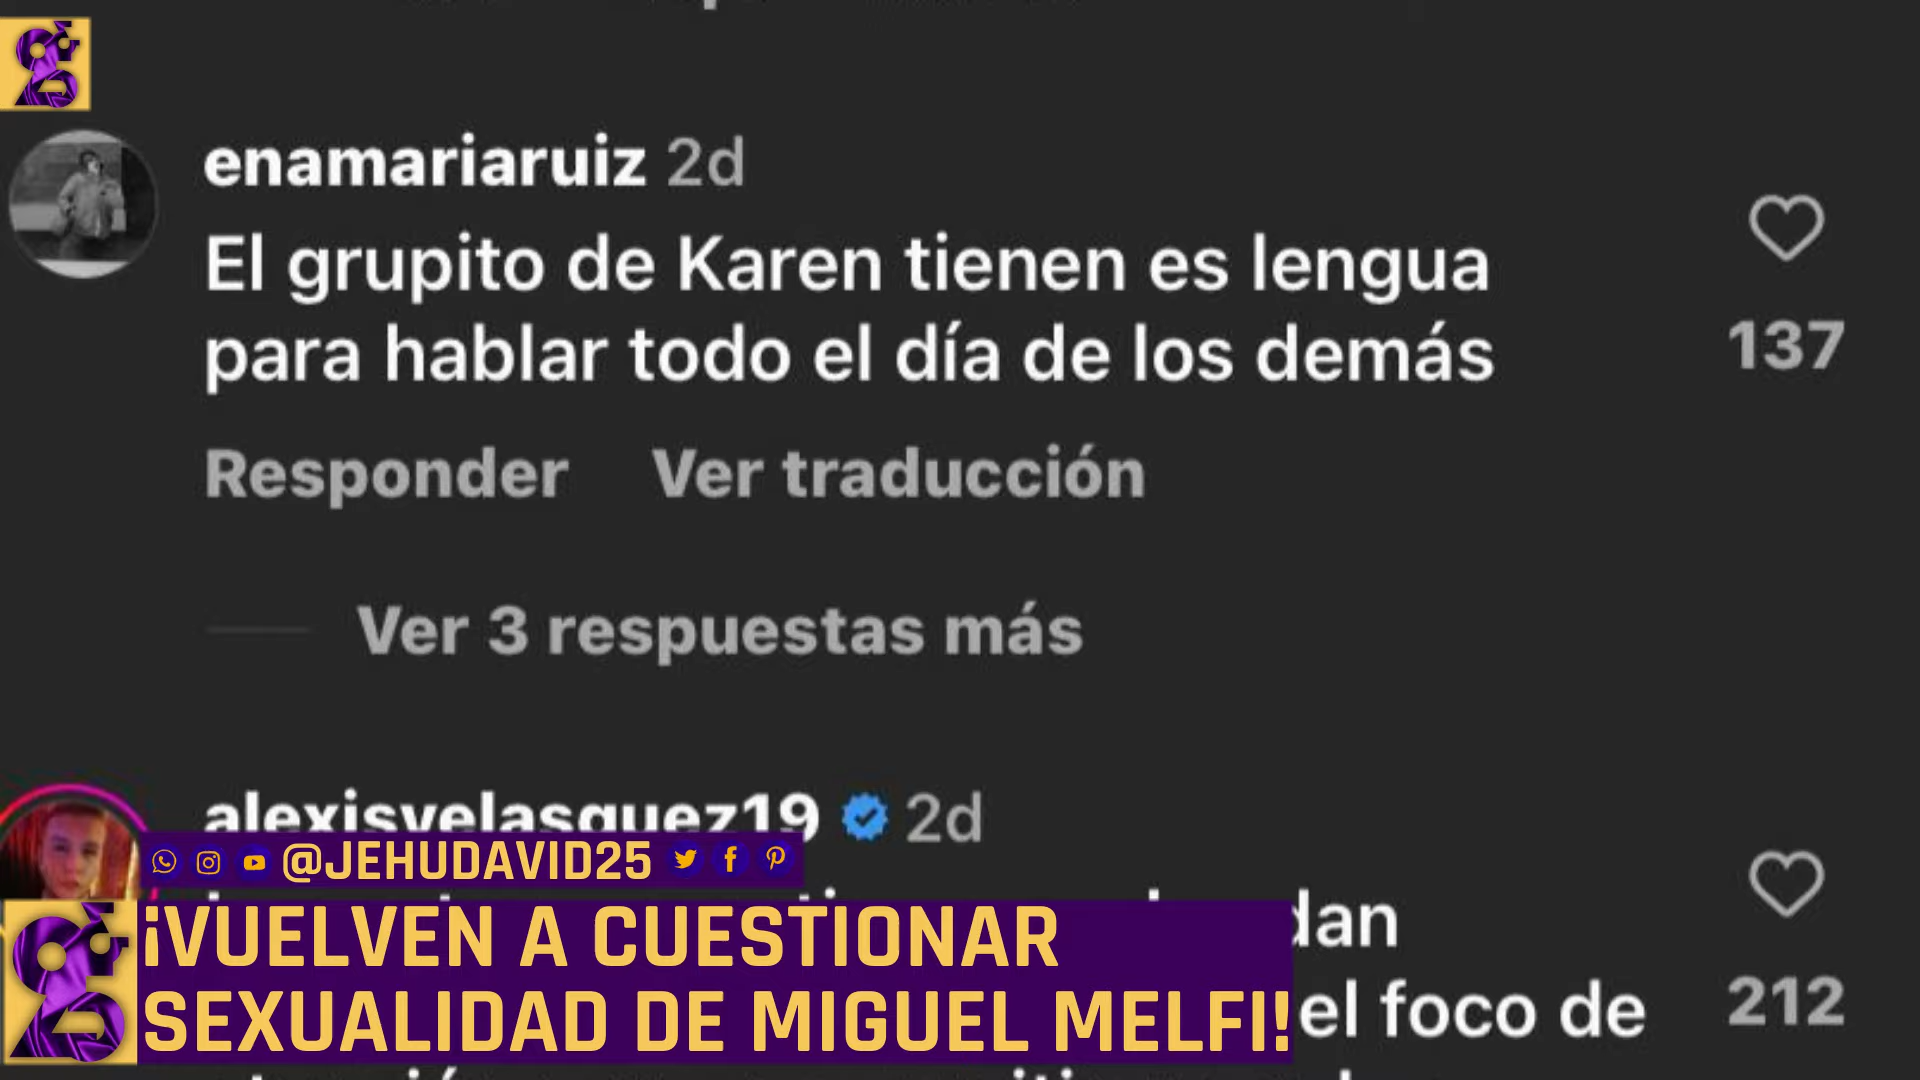 enamariaruiz 2d
El grupito de Karen tienen es lengua
para hablar todo el día de los demás
137
Responder Ver traducción
Ver 3 respuestas más
alexisvelasquez19 2d
@JEHUDAVID25
¡VUELVEN A CUESTIONAR
SEXUALIDAD DE MIGUEL MELFI!
el foco de
212